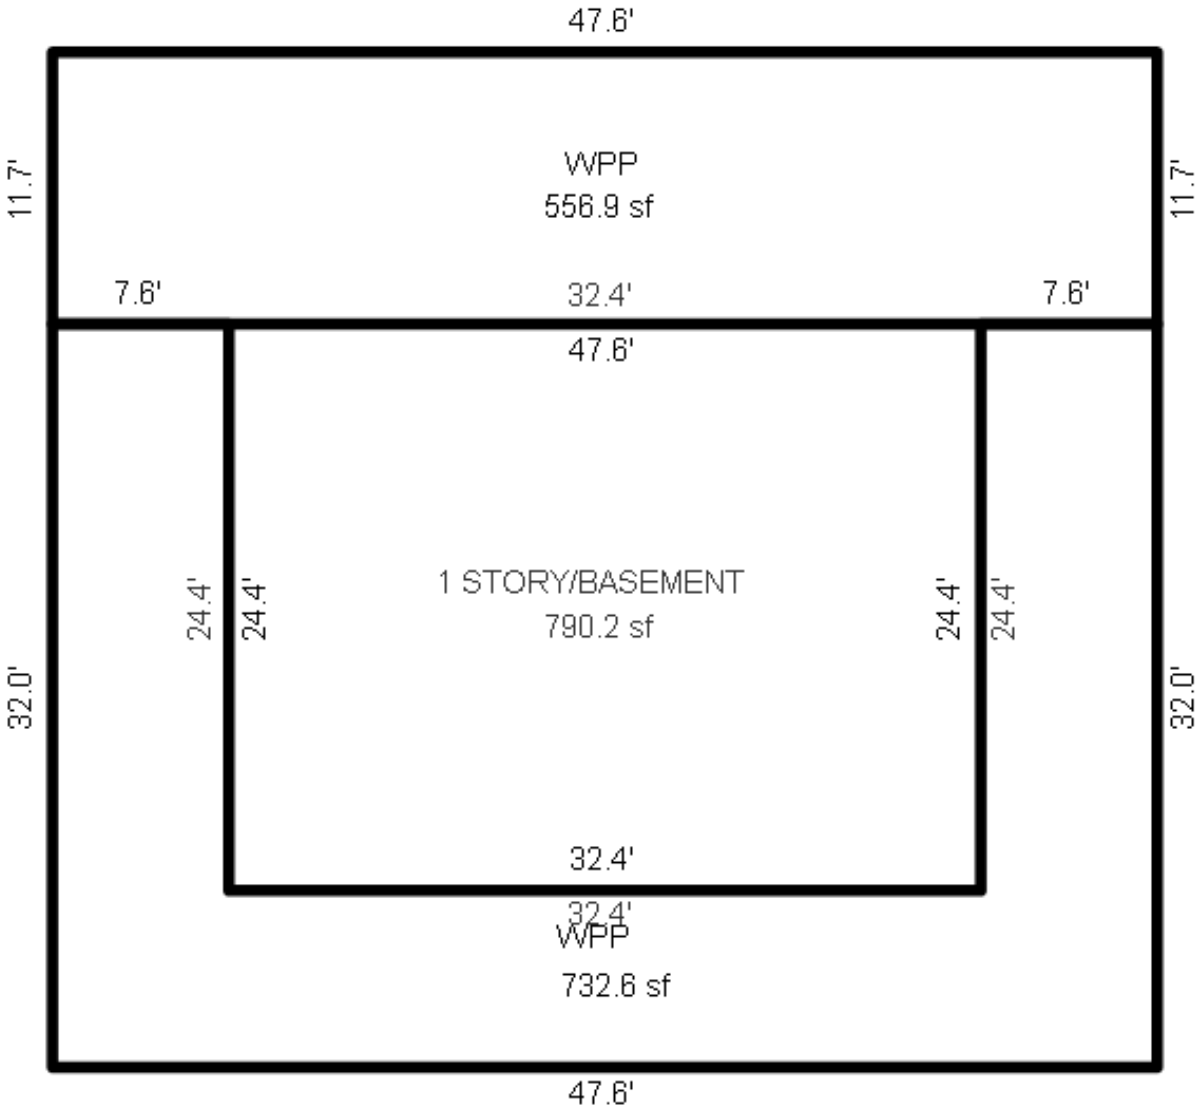 47.6'
11.7'
11.7'
WPP
556.9 sf
7.6'
32.4'
7.6'
47.6'
24.4'
24.4'
1 STORY/BASEMENT
790.2 sf
24.4'
24.4'
32.0'
32.0'
32.4'
32.4'
WPP
732.6 sf
47.6'